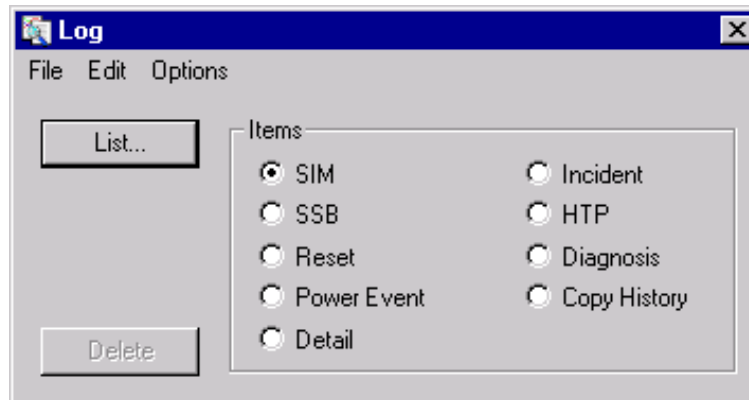 Log
File Edit Options
List...
Items
SIM Incident
SSB HTP
Reset Diagnosis
Power Event Copy History
Detail
Delete